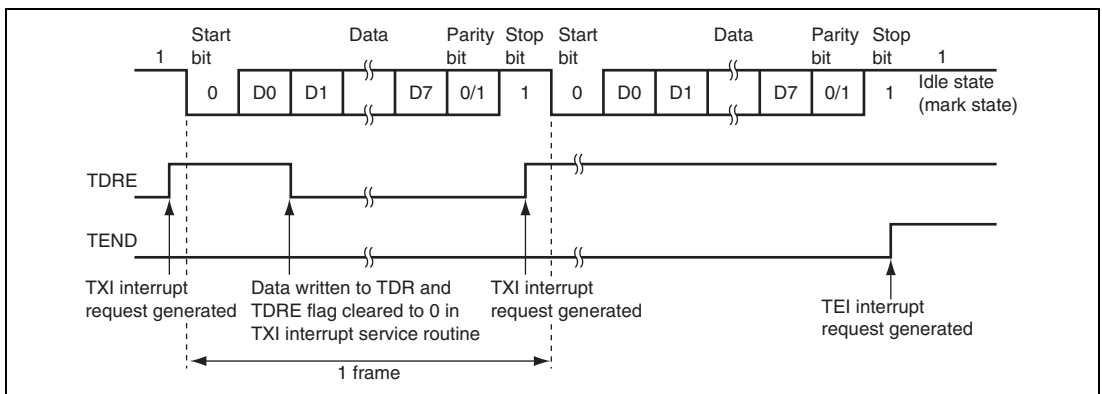 Start Data Parity Stop Start Data Parity Stop
1 bit bit bit bit bit bit 1
0 D0 D1 D7 0/1 1 0 D0 D1 D7 0/1 1 Idle state
(mark state)
TDRE
TEND
TXI interrupt
request generated
Data written to TDR and
TDRE flag cleared to 0 in
TXI interrupt service routine
TXI interrupt
request generated
TEI interrupt
request generated
1 frame